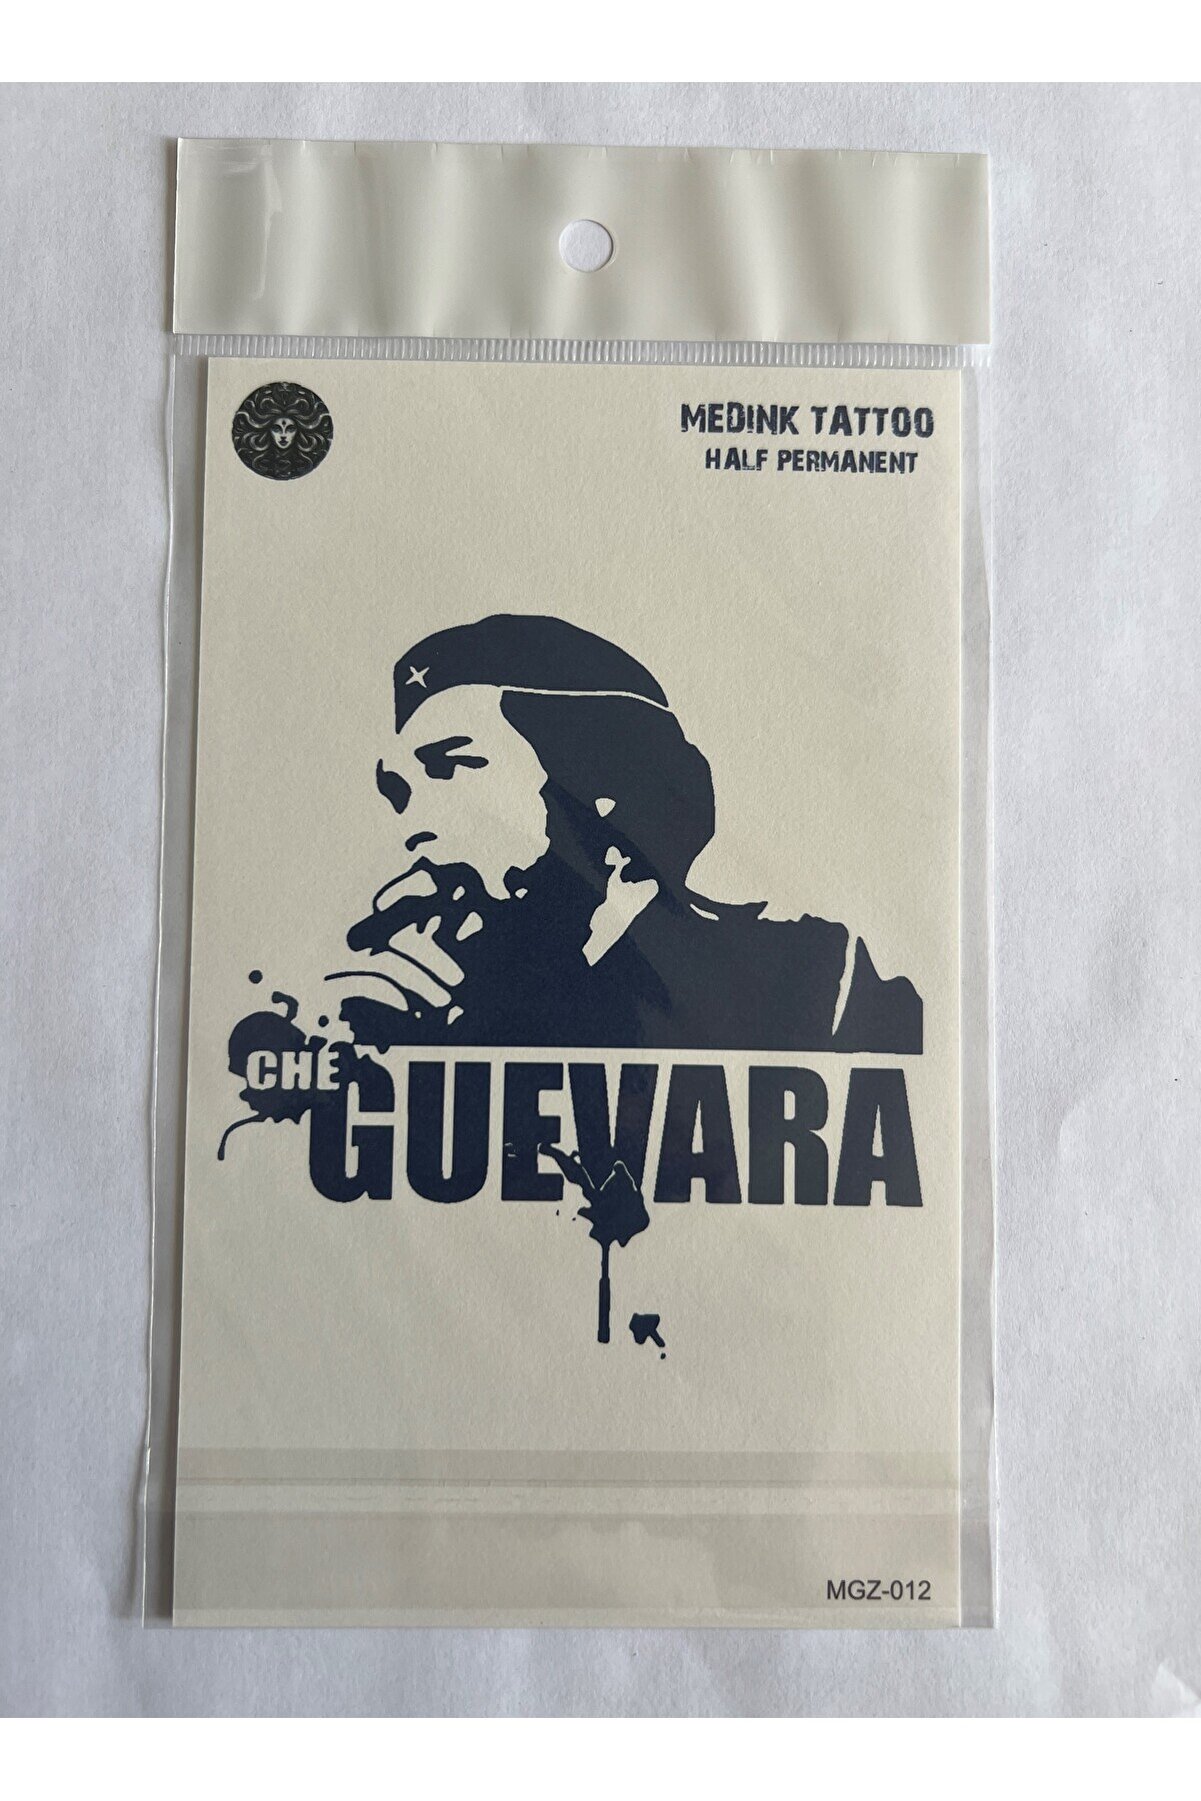 MEDINK TATTOO
HALF PERMANENT
CHE
GUEVARA
MGZ-012